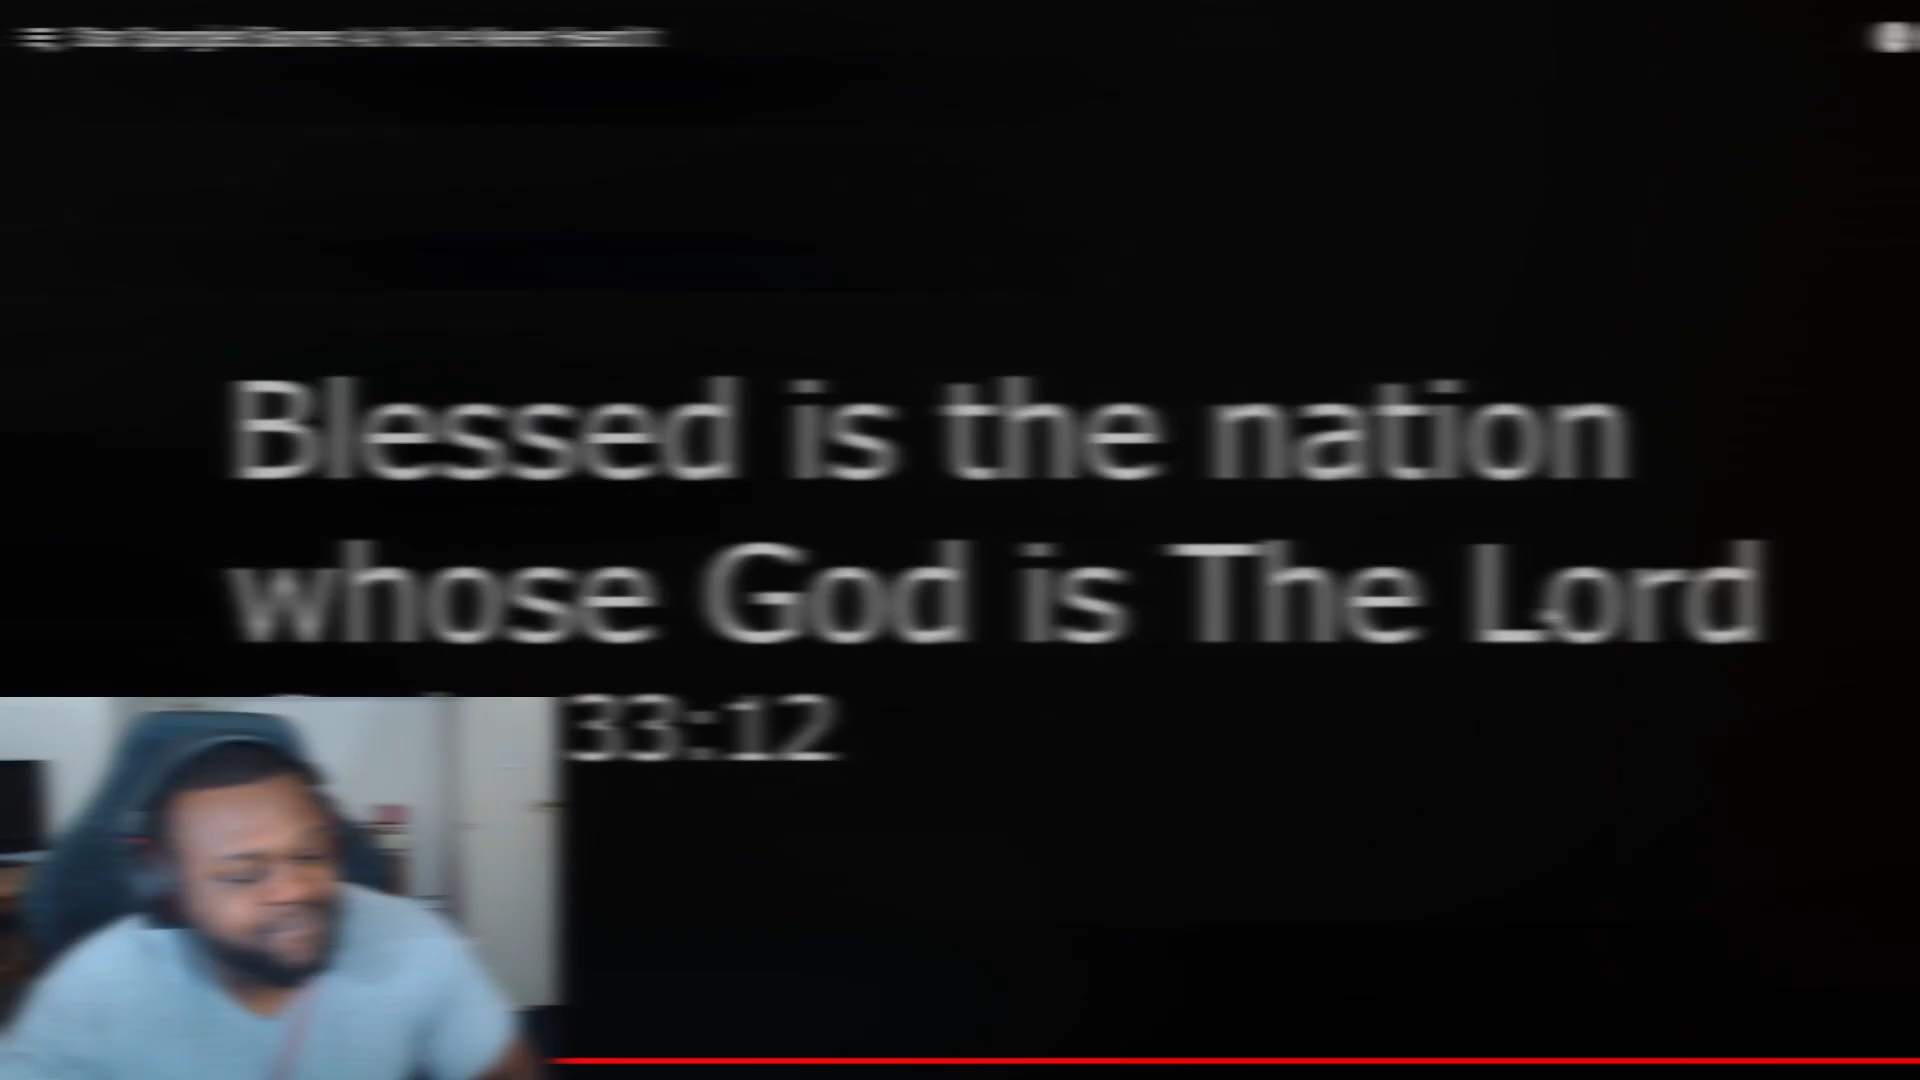 Blessed is the nation
whose God is The Lord
33:12